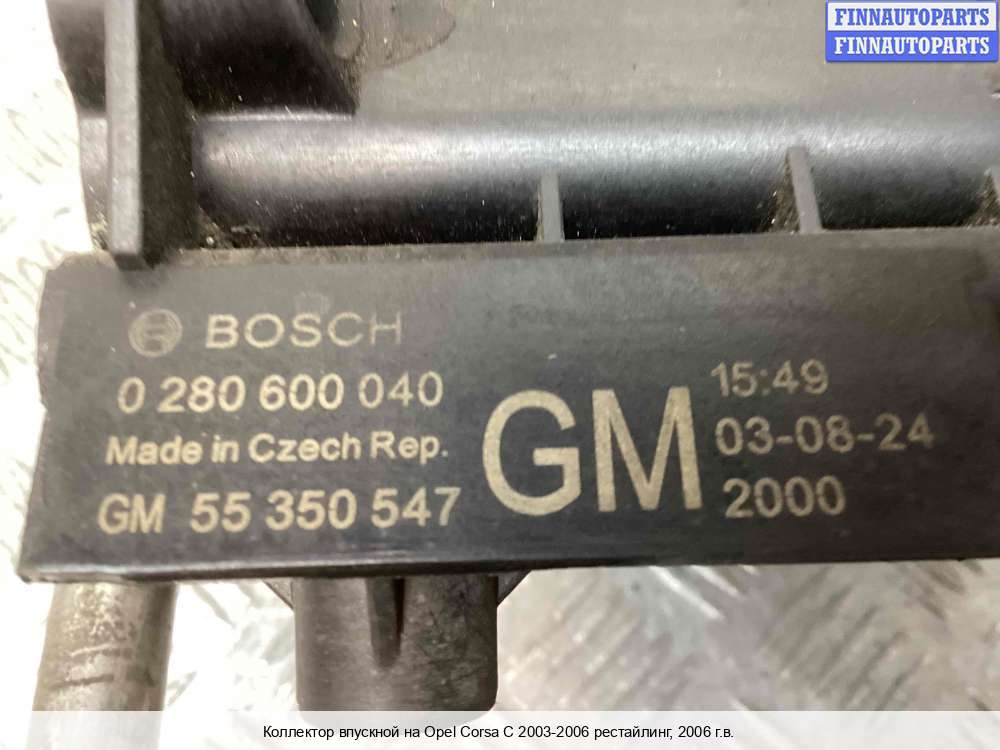 FINNAUTOPARTS
FINNAUTOPARTS
BOSCH
0 280 600 040
Made in Czech Rep.
GM 55 350 547
GM
15:49
03-08-24
2000
Коллектор впускной на Opel Corsa C 2003-2006 рестайлинг, 2006 г.в.